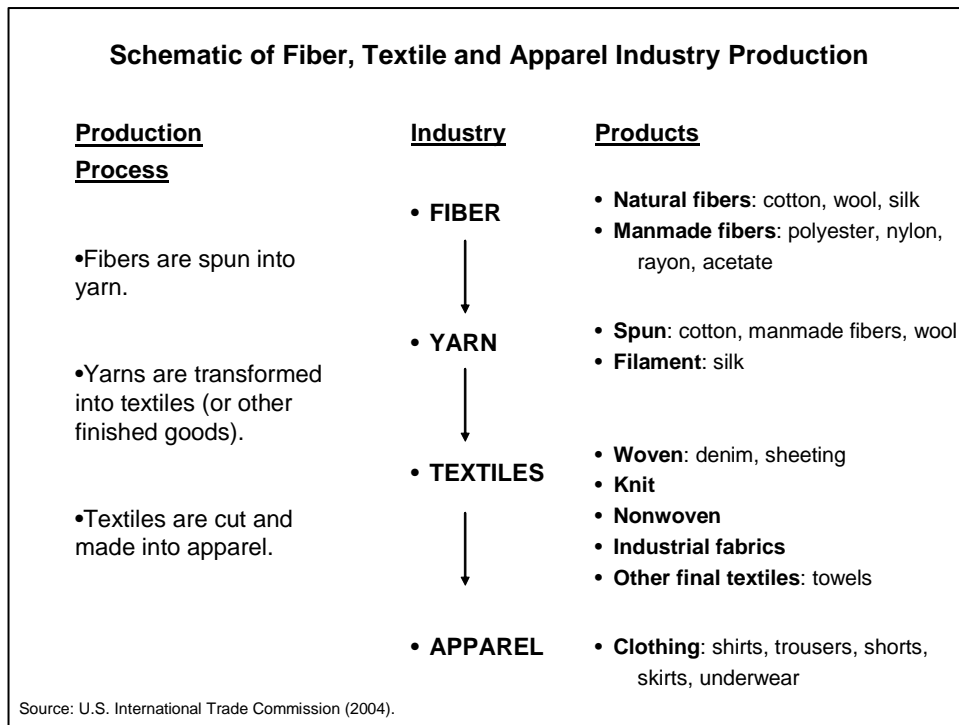 Schematic of Fiber, Textile and Apparel Industry Production
Production
Process
Industry
Products
• FIBER
• Natural fibers: cotton, wool, silk
• Manmade fibers: polyester, nylon,
rayon, acetate
•Fibers are spun into
yarn.
• YARN
• Spun: cotton, manmade fibers, wool
• Filament: silk
•Yarns are transformed
into textiles (or other
finished goods).
• TEXTILES
• Woven: denim, sheeting
• Knit
• Nonwoven
• Industrial fabrics
• Other final textiles: towels
•Textiles are cut and
made into apparel.
• APPAREL
• Clothing: shirts, trousers, shorts,
skirts, underwear
Source: U.S. International Trade Commission (2004).